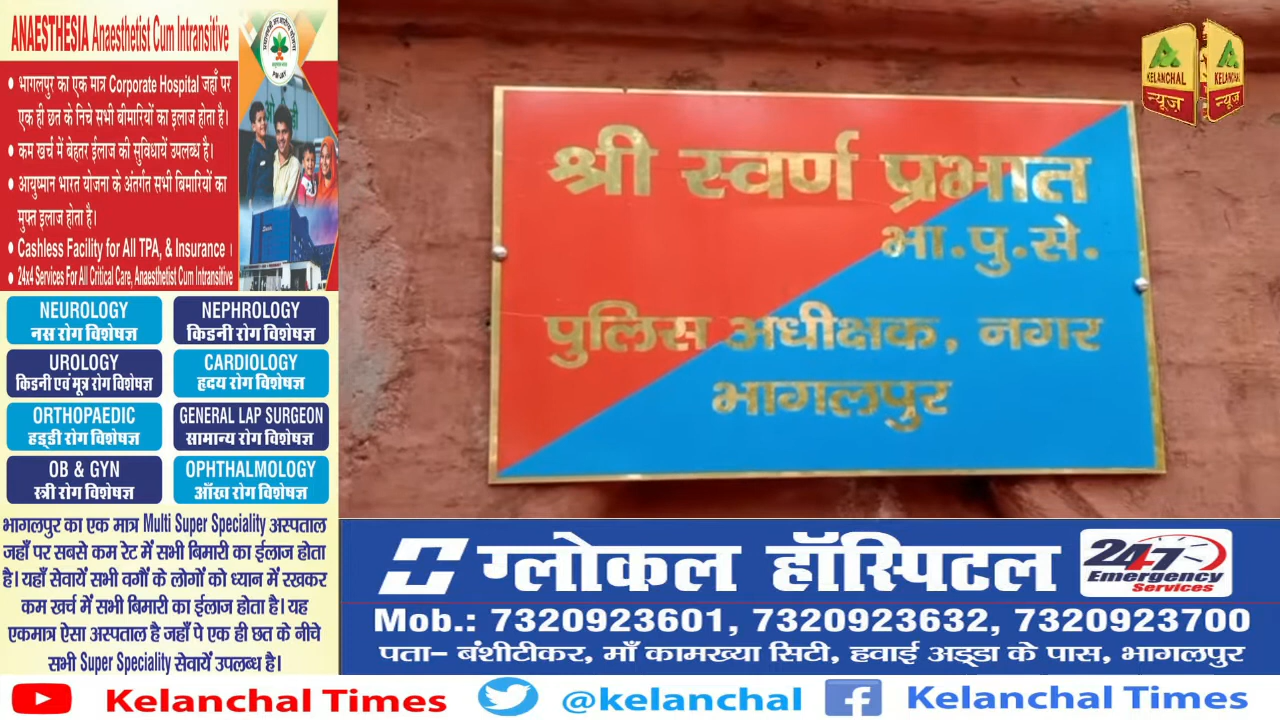 ANAESTHESIA Anaesthetist Cum Intransitive
• भागलपुर का एक मात्र Corporate Hospital जहाँ पर
एक ही छत के निचे सभी बीमारियों का इलाज होता है।
• कम खर्च में बेहतर ईलाज की सुविधायें उपलब्ध है।
• आयुष्मान भारत योजना के अंतर्गत सभी बिमारियों का
मुफ्त इलाज होता है।
• Cashless Facility for All TPA, & Insurance ।
• 24x4 Services For All Critical Care, Anaesthetist Cum Intransitive
PM-JAY
NEUROLOGY
नस रोग विशेषज्ञ
NEPHROLOGY
किडनी रोग विशेषज्ञ
UROLOGY
किडनी एवं मूत्र रोग विशेषज्ञ
CARDIOLOGY
हृदय रोग विशेषज्ञ
ORTHOPAEDIC
हड्डी रोग विशेषज्ञ
GENERAL LAP SURGEON
सामान्य रोग विशेषज्ञ
OB & GYN
स्त्री रोग विशेषज्ञ
OPHTHALMOLOGY
आँख रोग विशेषज्ञ
भागलपुर का एक मात्र Multi Super Speciality अस्पताल
जहाँ पर सबसे कम रेट में सभी बिमारी का ईलाज होता
है। यहाँ सेवायें सभी वर्गों के लोगों को ध्यान में रखकर
कम खर्च में सभी बिमारी का ईलाज होता है। यह
एकमात्र ऐसा अस्पताल है जहाँ पे एक ही छत के नीचे
सभी Super Speciality सेवायें उपलब्ध है।
KELANCHAL
न्यूज़
KELANCHAL
न्यूज़
श्री स्वर्ण प्रभात
भा.पु.से.
पुलिस अधीक्षक, नगर
भागलपुर
ग्लोकल हॉस्पिटल
24x7
Emergency
Services
Mob.: 7320923601, 7320923632, 7320923700
पता– बंशीटीकर, माँ कामख्या सिटी, हवाई अड्डा के पास, भागलपुर
Kelanchal Times
@kelanchal
Kelanchal Times